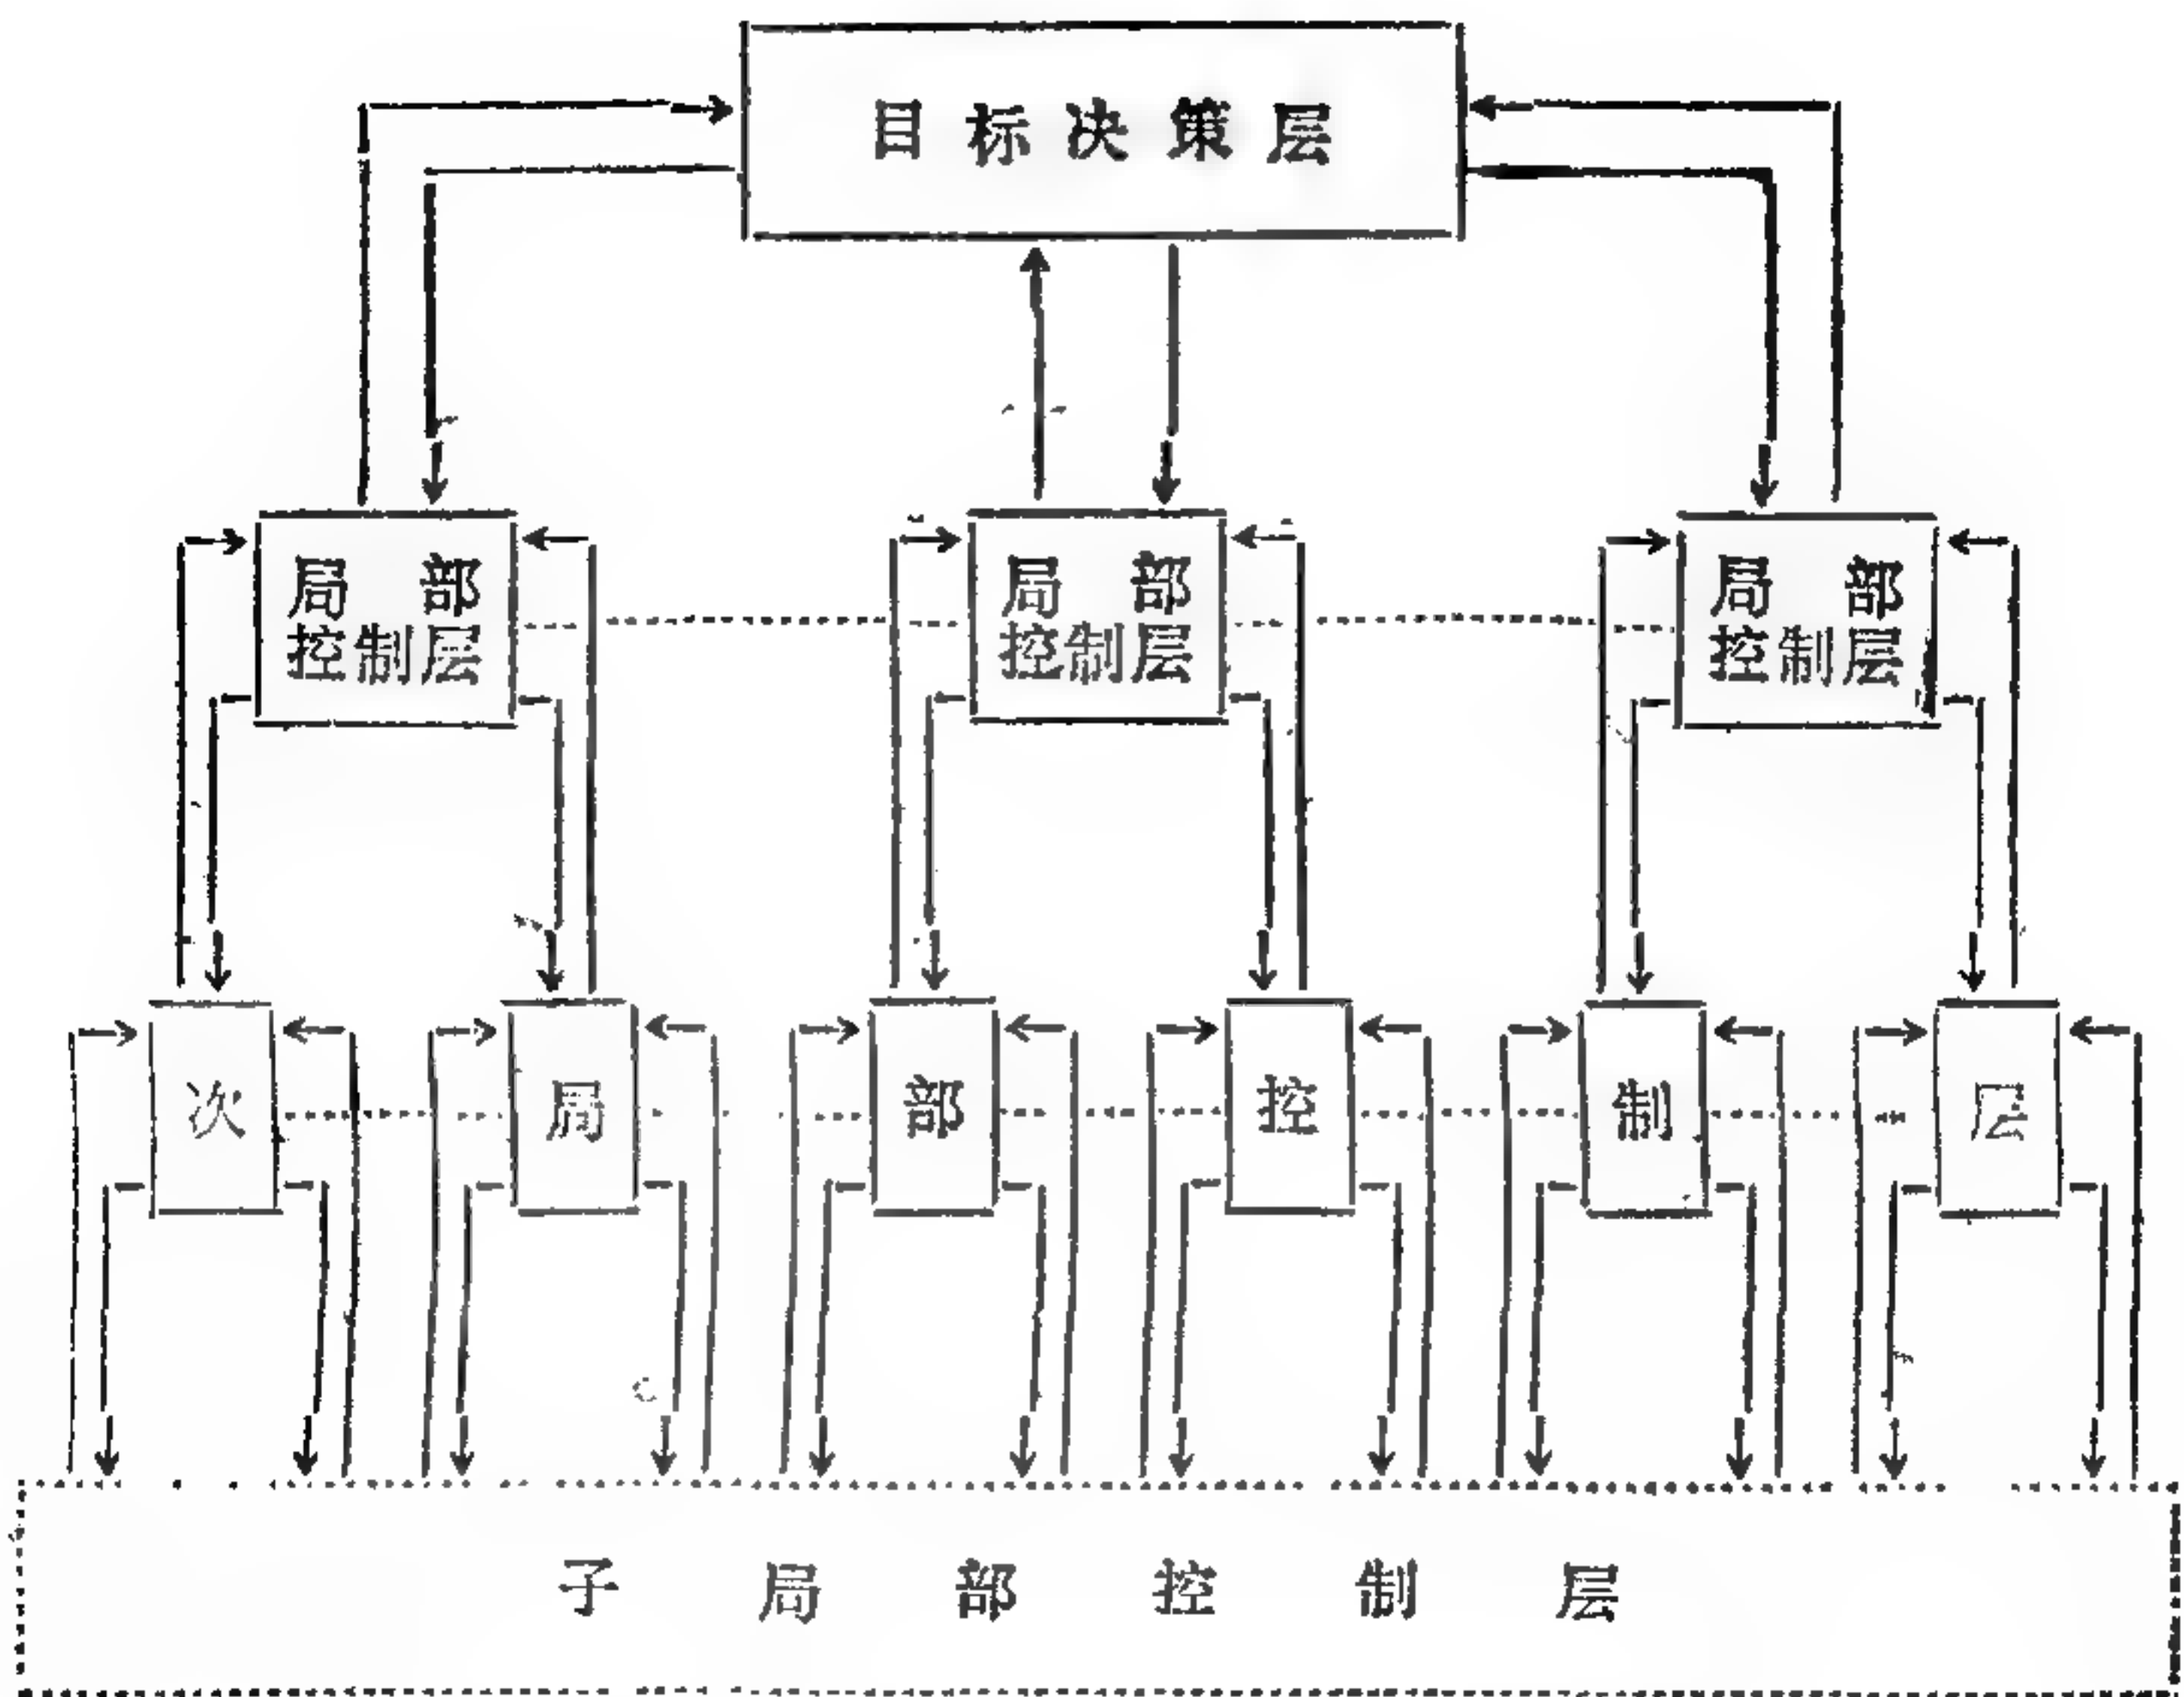 目标决策层
局部 局部 局部
控制层 控制层 控制层
次 局 部 控 制 层
子局部控制层